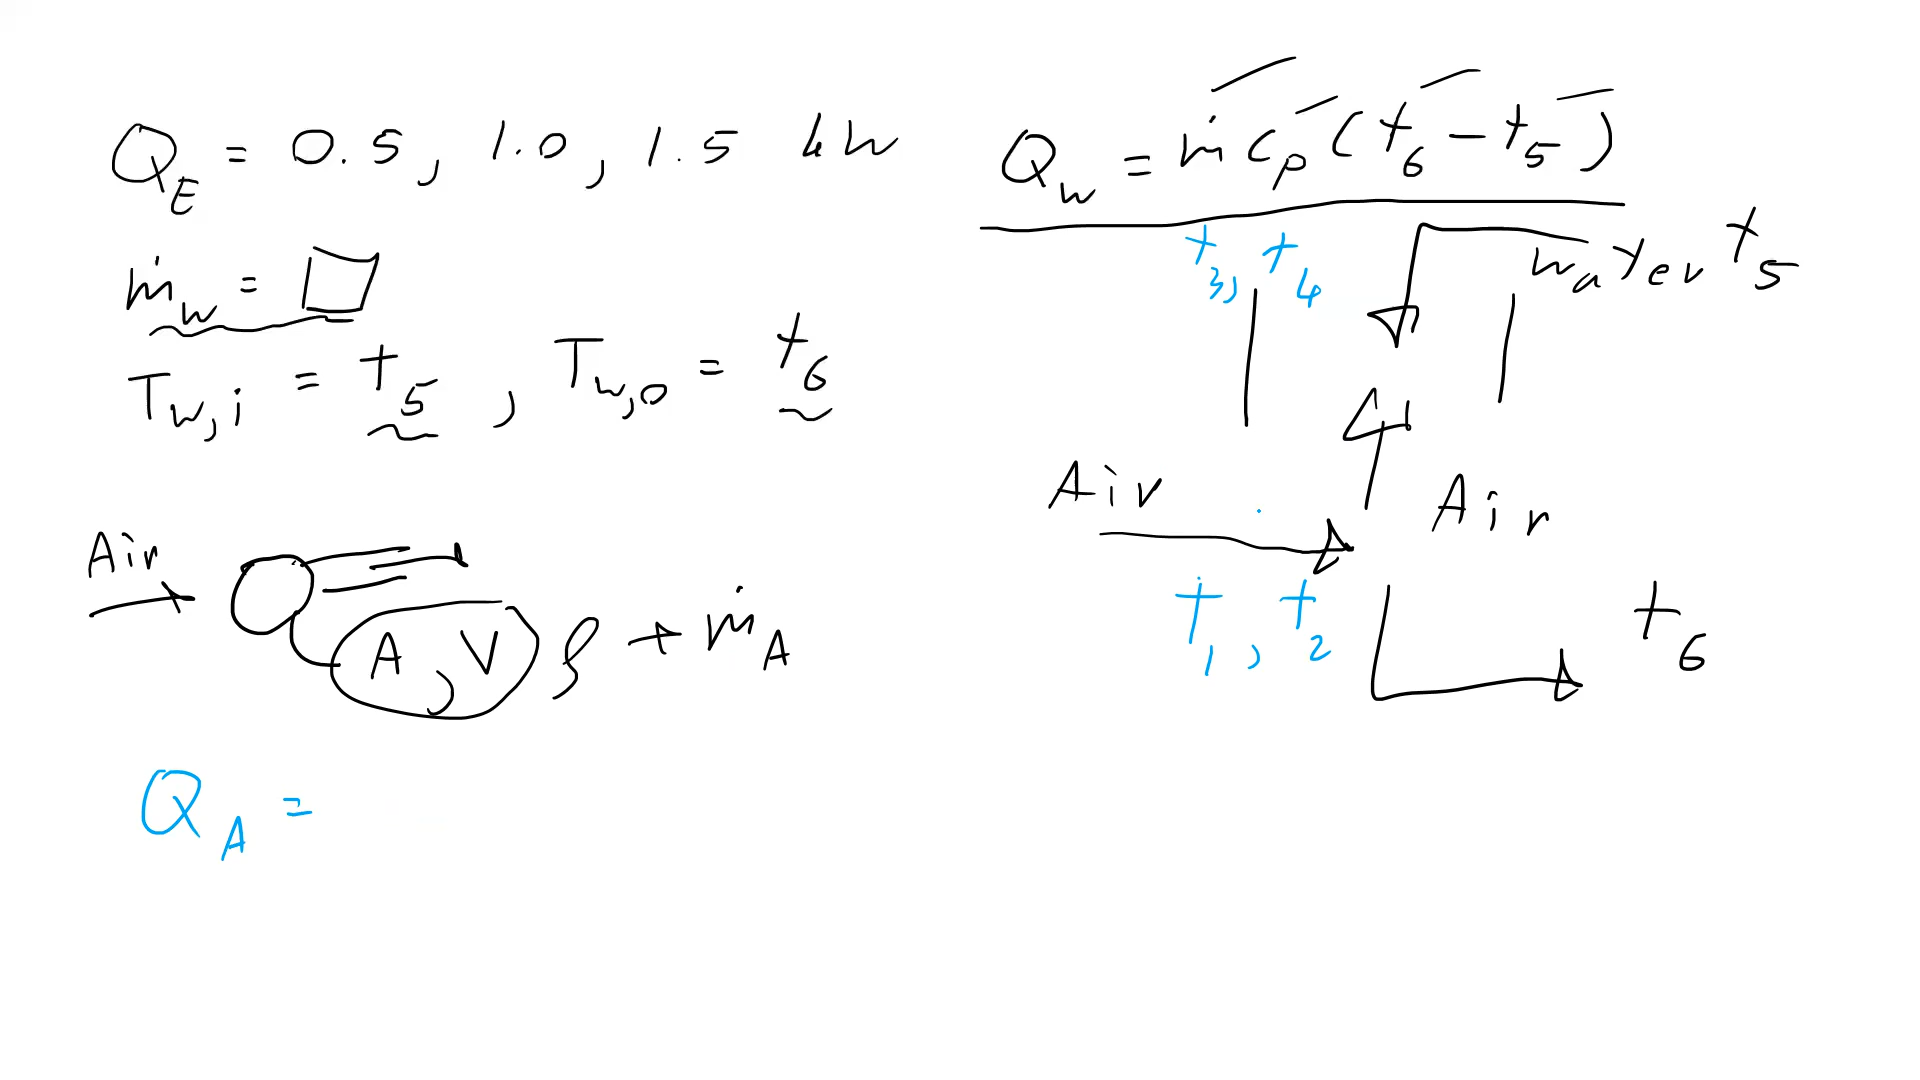 Q_E = 0.5, 1.0, 1.5 kW
ṁ_w = □
T_w,i = t_5, T_w,o = t_6
Air
A, V ρ → ṁ_A
Q_A =
Q_w = ṁ c_p (t_6 - t_5)
t_3, t_4
water t_5
Air
Air
t_1, t_2
t_6